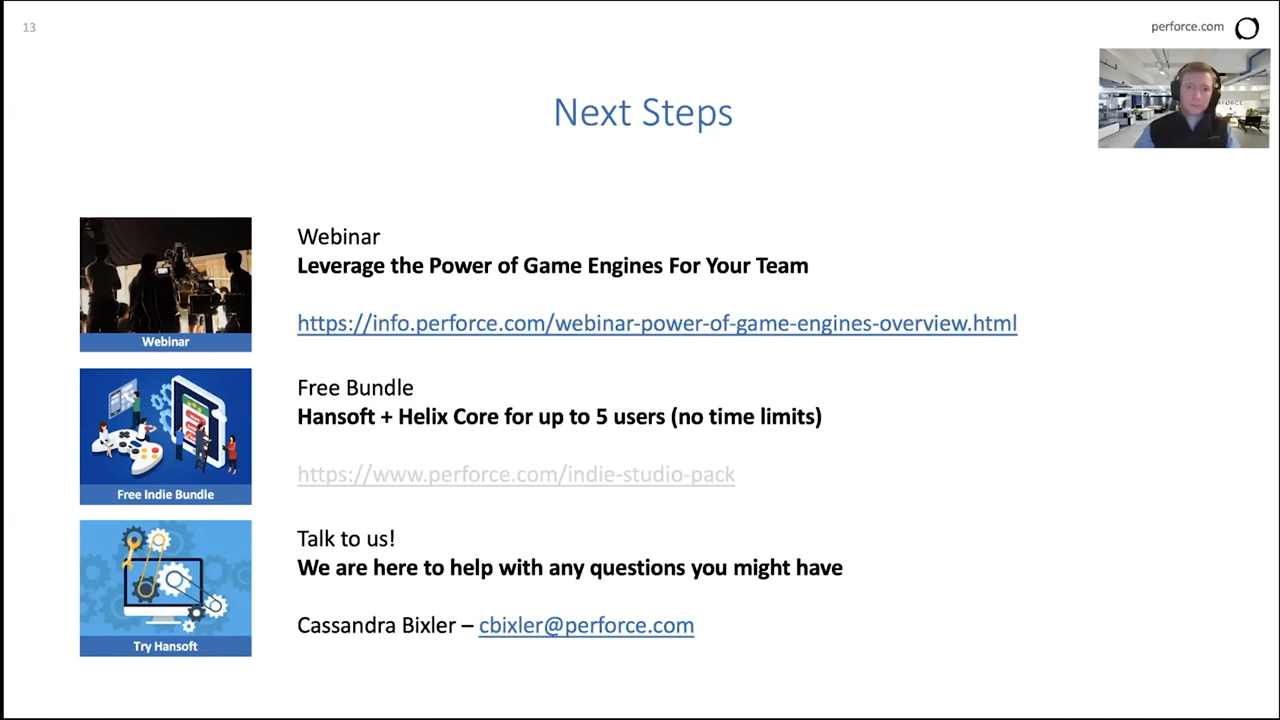 13
perforce.com
Next Steps
Webinar
Leverage the Power of Game Engines For Your Team
https://info.perforce.com/webinar-power-of-game-engines-overview.html
Webinar
Free Bundle
Hansoft + Helix Core for up to 5 users (no time limits)
https://www.perforce.com/indie-studio-pack
Free Indie Bundle
Talk to us!
We are here to help with any questions you might have
Cassandra Bixler – cbixler@perforce.com
Try Hansoft